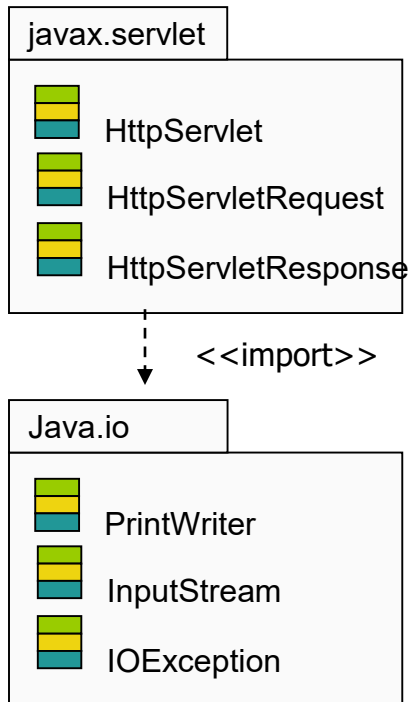 javax.servlet
HttpServlet
HttpServletRequest
HttpServletResponse
<<import>>
Java.io
PrintWriter
InputStream
IOException